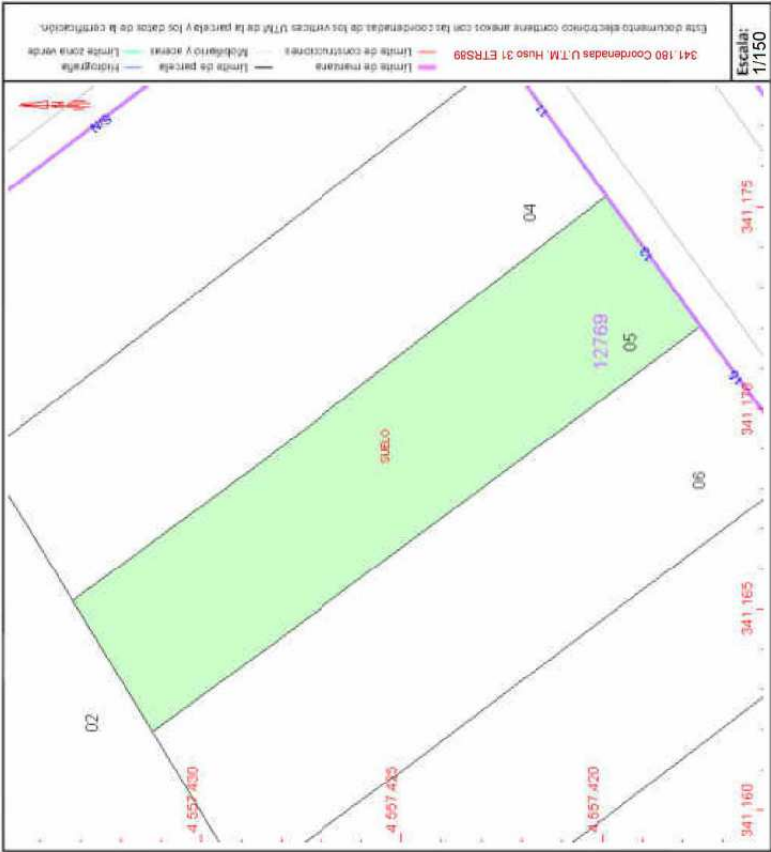 Escala:
1/150
341.180 Coordenadas U.T.M. Huso 31 ETRS89
Límite de manzana
Límite de parcela
Hidrografía
Límite de construcciones
Mobiliario y aceras
Límite zona verde
Este documento electrónico contiene anexos con las coordenadas de los vértices UTM de la parcela y los datos de la certificación.
S/N
11
04
341,175
12769
05
341,170
SUELO
06
341,165
02
4,557,430
4,557,425
4,557,420
341,160